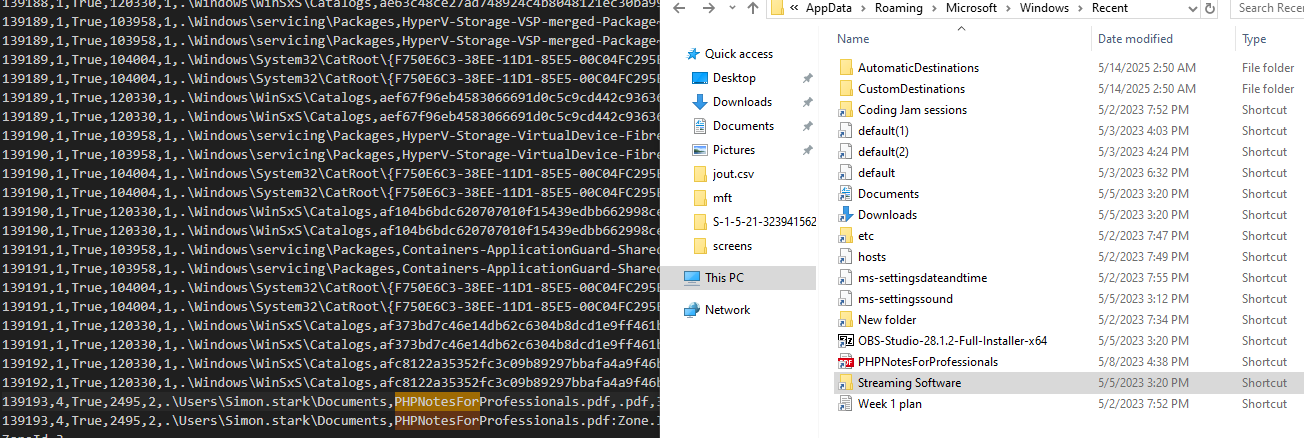 139188,1,True,120330,1,.\Windows\WinSxS\Catalogs,ae63c48ce27ad748924c4b8048121ec30ba99
139189,1,True,103958,1,.\Windows\servicing\Packages,HyperV-Storage-VSP-merged-Package~
139189,1,True,103958,1,.\Windows\servicing\Packages,HyperV-Storage-VSP-merged-Package~
139189,1,True,104004,1,.\Windows\System32\CatRoot\{F750E6C3-38EE-11D1-85E5-00C04FC295E
139189,1,True,104004,1,.\Windows\System32\CatRoot\{F750E6C3-38EE-11D1-85E5-00C04FC295E
139189,1,True,120330,1,.\Windows\WinSxS\Catalogs,aef67f96eb4583066691d0c5c9cd442c93636
139189,1,True,120330,1,.\Windows\WinSxS\Catalogs,aef67f96eb4583066691d0c5c9cd442c93636
139190,1,True,103958,1,.\Windows\servicing\Packages,HyperV-Storage-VirtualDevice-Fibre
139190,1,True,103958,1,.\Windows\servicing\Packages,HyperV-Storage-VirtualDevice-Fibre
139190,1,True,104004,1,.\Windows\System32\CatRoot\{F750E6C3-38EE-11D1-85E5-00C04FC295E
139190,1,True,104004,1,.\Windows\System32\CatRoot\{F750E6C3-38EE-11D1-85E5-00C04FC295E
139190,1,True,120330,1,.\Windows\WinSxS\Catalogs,af104b6bdc620707010f15439edbb662998ce
139190,1,True,120330,1,.\Windows\WinSxS\Catalogs,af104b6bdc620707010f15439edbb662998ce
139191,1,True,103958,1,.\Windows\servicing\Packages,Containers-ApplicationGuard-Shared
139191,1,True,103958,1,.\Windows\servicing\Packages,Containers-ApplicationGuard-Shared
139191,1,True,104004,1,.\Windows\System32\CatRoot\{F750E6C3-38EE-11D1-85E5-00C04FC295E
139191,1,True,104004,1,.\Windows\System32\CatRoot\{F750E6C3-38EE-11D1-85E5-00C04FC295E
139191,1,True,120330,1,.\Windows\WinSxS\Catalogs,af373bd7c46e14db62c6304b8dcd1e9ff461b
139191,1,True,120330,1,.\Windows\WinSxS\Catalogs,af373bd7c46e14db62c6304b8dcd1e9ff461b
139192,1,True,120330,1,.\Windows\WinSxS\Catalogs,afc8122a35352fc3c09b89297bbafa4a9f46b
139192,1,True,120330,1,.\Windows\WinSxS\Catalogs,afc8122a35352fc3c09b89297bbafa4a9f46b
139193,4,True,2495,2,.\Users\Simon.stark\Documents,PHPNotesForProfessionals.pdf,.pdf,
139193,4,True,2495,2,.\Users\Simon.stark\Documents,PHPNotesForProfessionals.pdf:Zone.
« AppData › Roaming › Microsoft › Windows › Recent
Search Rece
Quick access
Desktop
Downloads
Documents
Pictures
jout.csv
mft
S-1-5-21-323941562
screens
This PC
Network
Name Date modified Type
AutomaticDestinations 5/14/2025 2:50 AM File folder
CustomDestinations 5/14/2025 2:50 AM File folder
Coding Jam sessions 5/2/2023 7:52 PM Shortcut
default(1) 5/3/2023 4:03 PM Shortcut
default(2) 5/3/2023 4:24 PM Shortcut
default 5/3/2023 6:32 PM Shortcut
Documents 5/5/2023 3:20 PM Shortcut
Downloads 5/5/2023 3:20 PM Shortcut
etc 5/2/2023 7:47 PM Shortcut
hosts 5/2/2023 7:49 PM Shortcut
ms-settingsdateandtime 5/2/2023 7:55 PM Shortcut
ms-settingssound 5/5/2023 3:12 PM Shortcut
New folder 5/2/2023 7:34 PM Shortcut
OBS-Studio-28.1.2-Full-Installer-x64 5/5/2023 3:20 PM Shortcut
PHPNotesForProfessionals 5/8/2023 4:38 PM Shortcut
Streaming Software 5/5/2023 3:20 PM Shortcut
Week 1 plan 5/2/2023 7:52 PM Shortcut